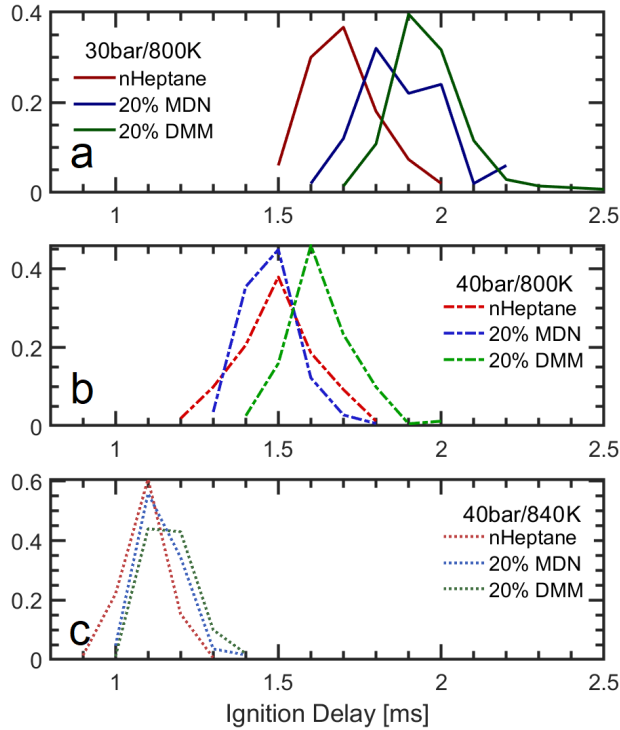 0.4
30bar/800K
nHeptane
20% MDN
0.2
20% DMM
a
0
1
1.5
2
2.5
0.4
40bar/800K
nHeptane
20% MDN
0.2
20% DMM
b
0
1
1.5
2
2.5
0.6
40bar/840K
nHeptane
0.4
20% MDN
20% DMM
0.2
c
0
1
1.5
2
2.5
Ignition Delay [ms]